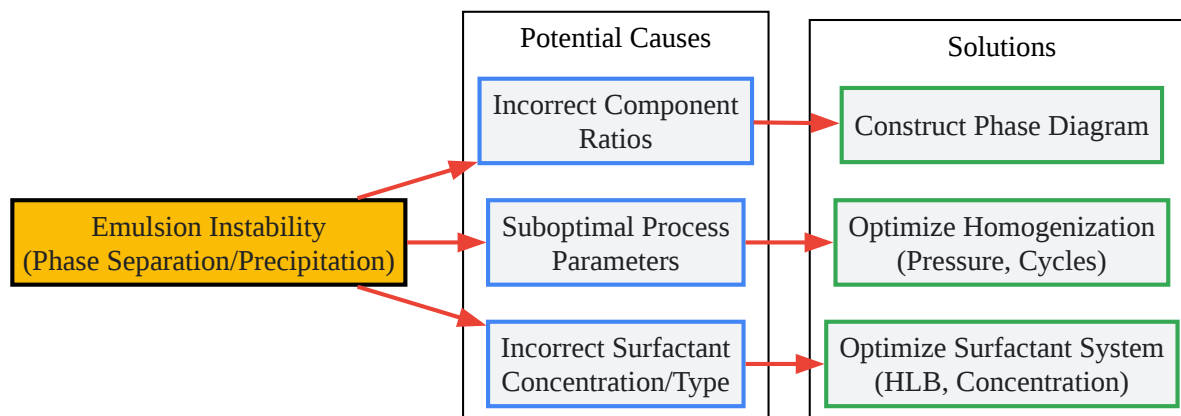 Potential Causes
Solutions
Incorrect Component
Ratios
Construct Phase Diagram
Emulsion Instability
(Phase Separation/Precipitation)
Suboptimal Process
Parameters
Optimize Homogenization
(Pressure, Cycles)
Incorrect Surfactant
Concentration/Type
Optimize Surfactant System
(HLB, Concentration)